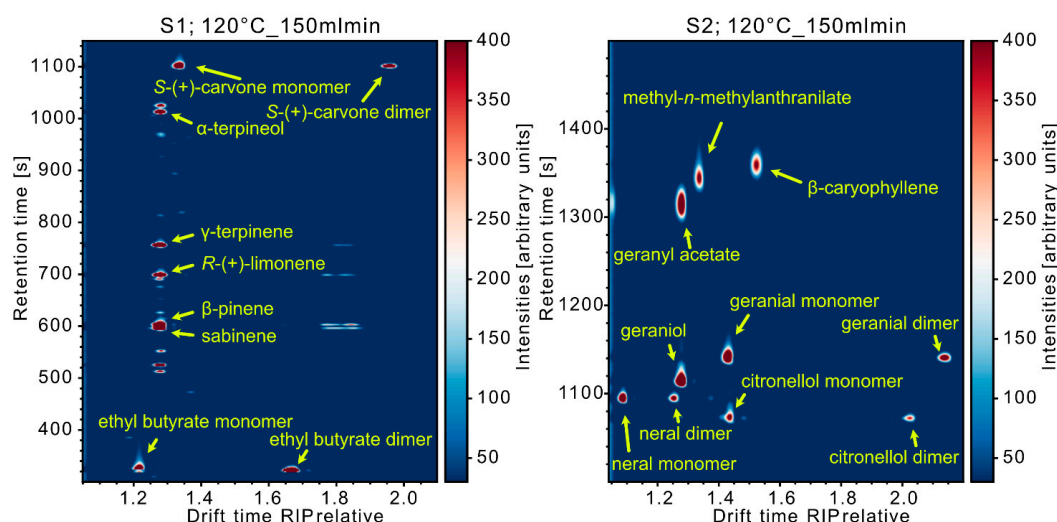 S1; 120°C_150mlmin
1100
1000
900
800
700
600
500
400
Retention time [s]
S-(+)-carvone monomer
S-(+)-carvone dimer
α-terpineol
γ-terpinene
R-(+)-limonene
β-pinene
sabinene
ethyl butyrate monomer
ethyl butyrate dimer
1.2
1.4
1.6
1.8
2.0
Drift time RIPrelative
400
350
300
250
200
150
100
50
Intensities [arbitrary units]
S2; 120°C_150mlmin
1400
1300
1200
1100
Retention time [s]
methyl-n-methylanthranilate
β-caryophyllene
geranyl acetate
geranial monomer
geraniol
geranial dimer
citronellol monomer
neral dimer
neral monomer
citronellol dimer
1.2
1.4
1.6
1.8
2.0
Drift time RIPrelative
400
350
300
250
200
150
100
50
Intensities [arbitrary units]